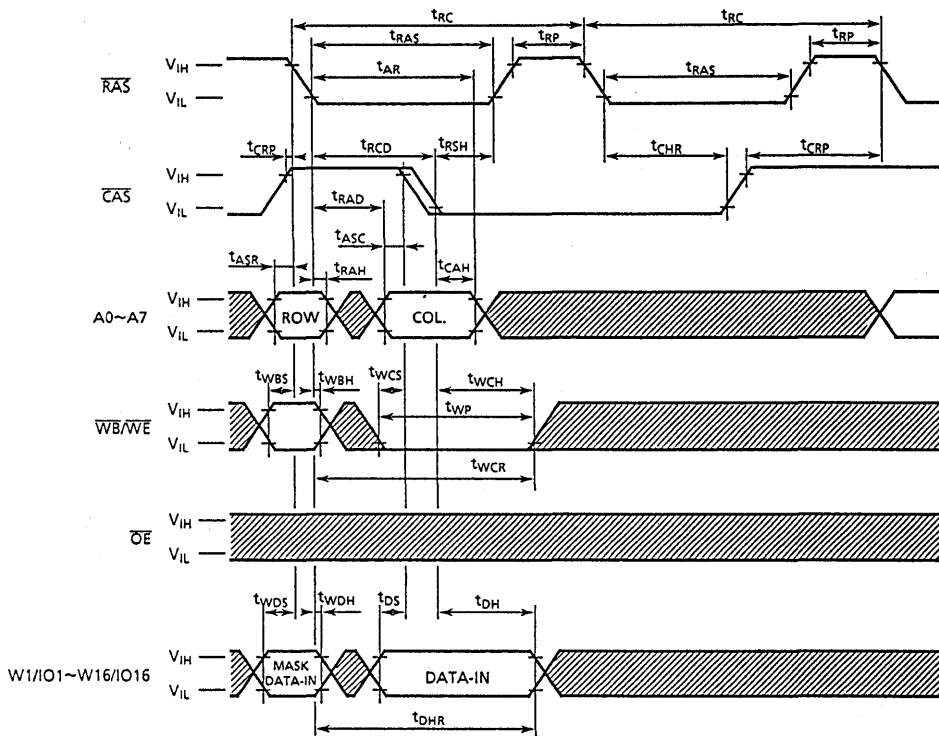 tRC tRC
tRAS tRP tRP
tAR tRAS
RAS VIH
VIL
tCRP tRCD tRSH tCHR tCRP
CAS VIH
VIL
tRAD
tASC
tASR tRAH tCAH
A0~A7 VIH
VIL
ROW COL.
tWBS tWBH tWCS tWCH
tWP
WB/WE VIH
VIL
tWCR
OE VIH
VIL
tWDS tWDH tDS tDH
W1/IO1~W16/IO16 VIH
VIL
MASK
DATA-IN
DATA-IN
tDHR